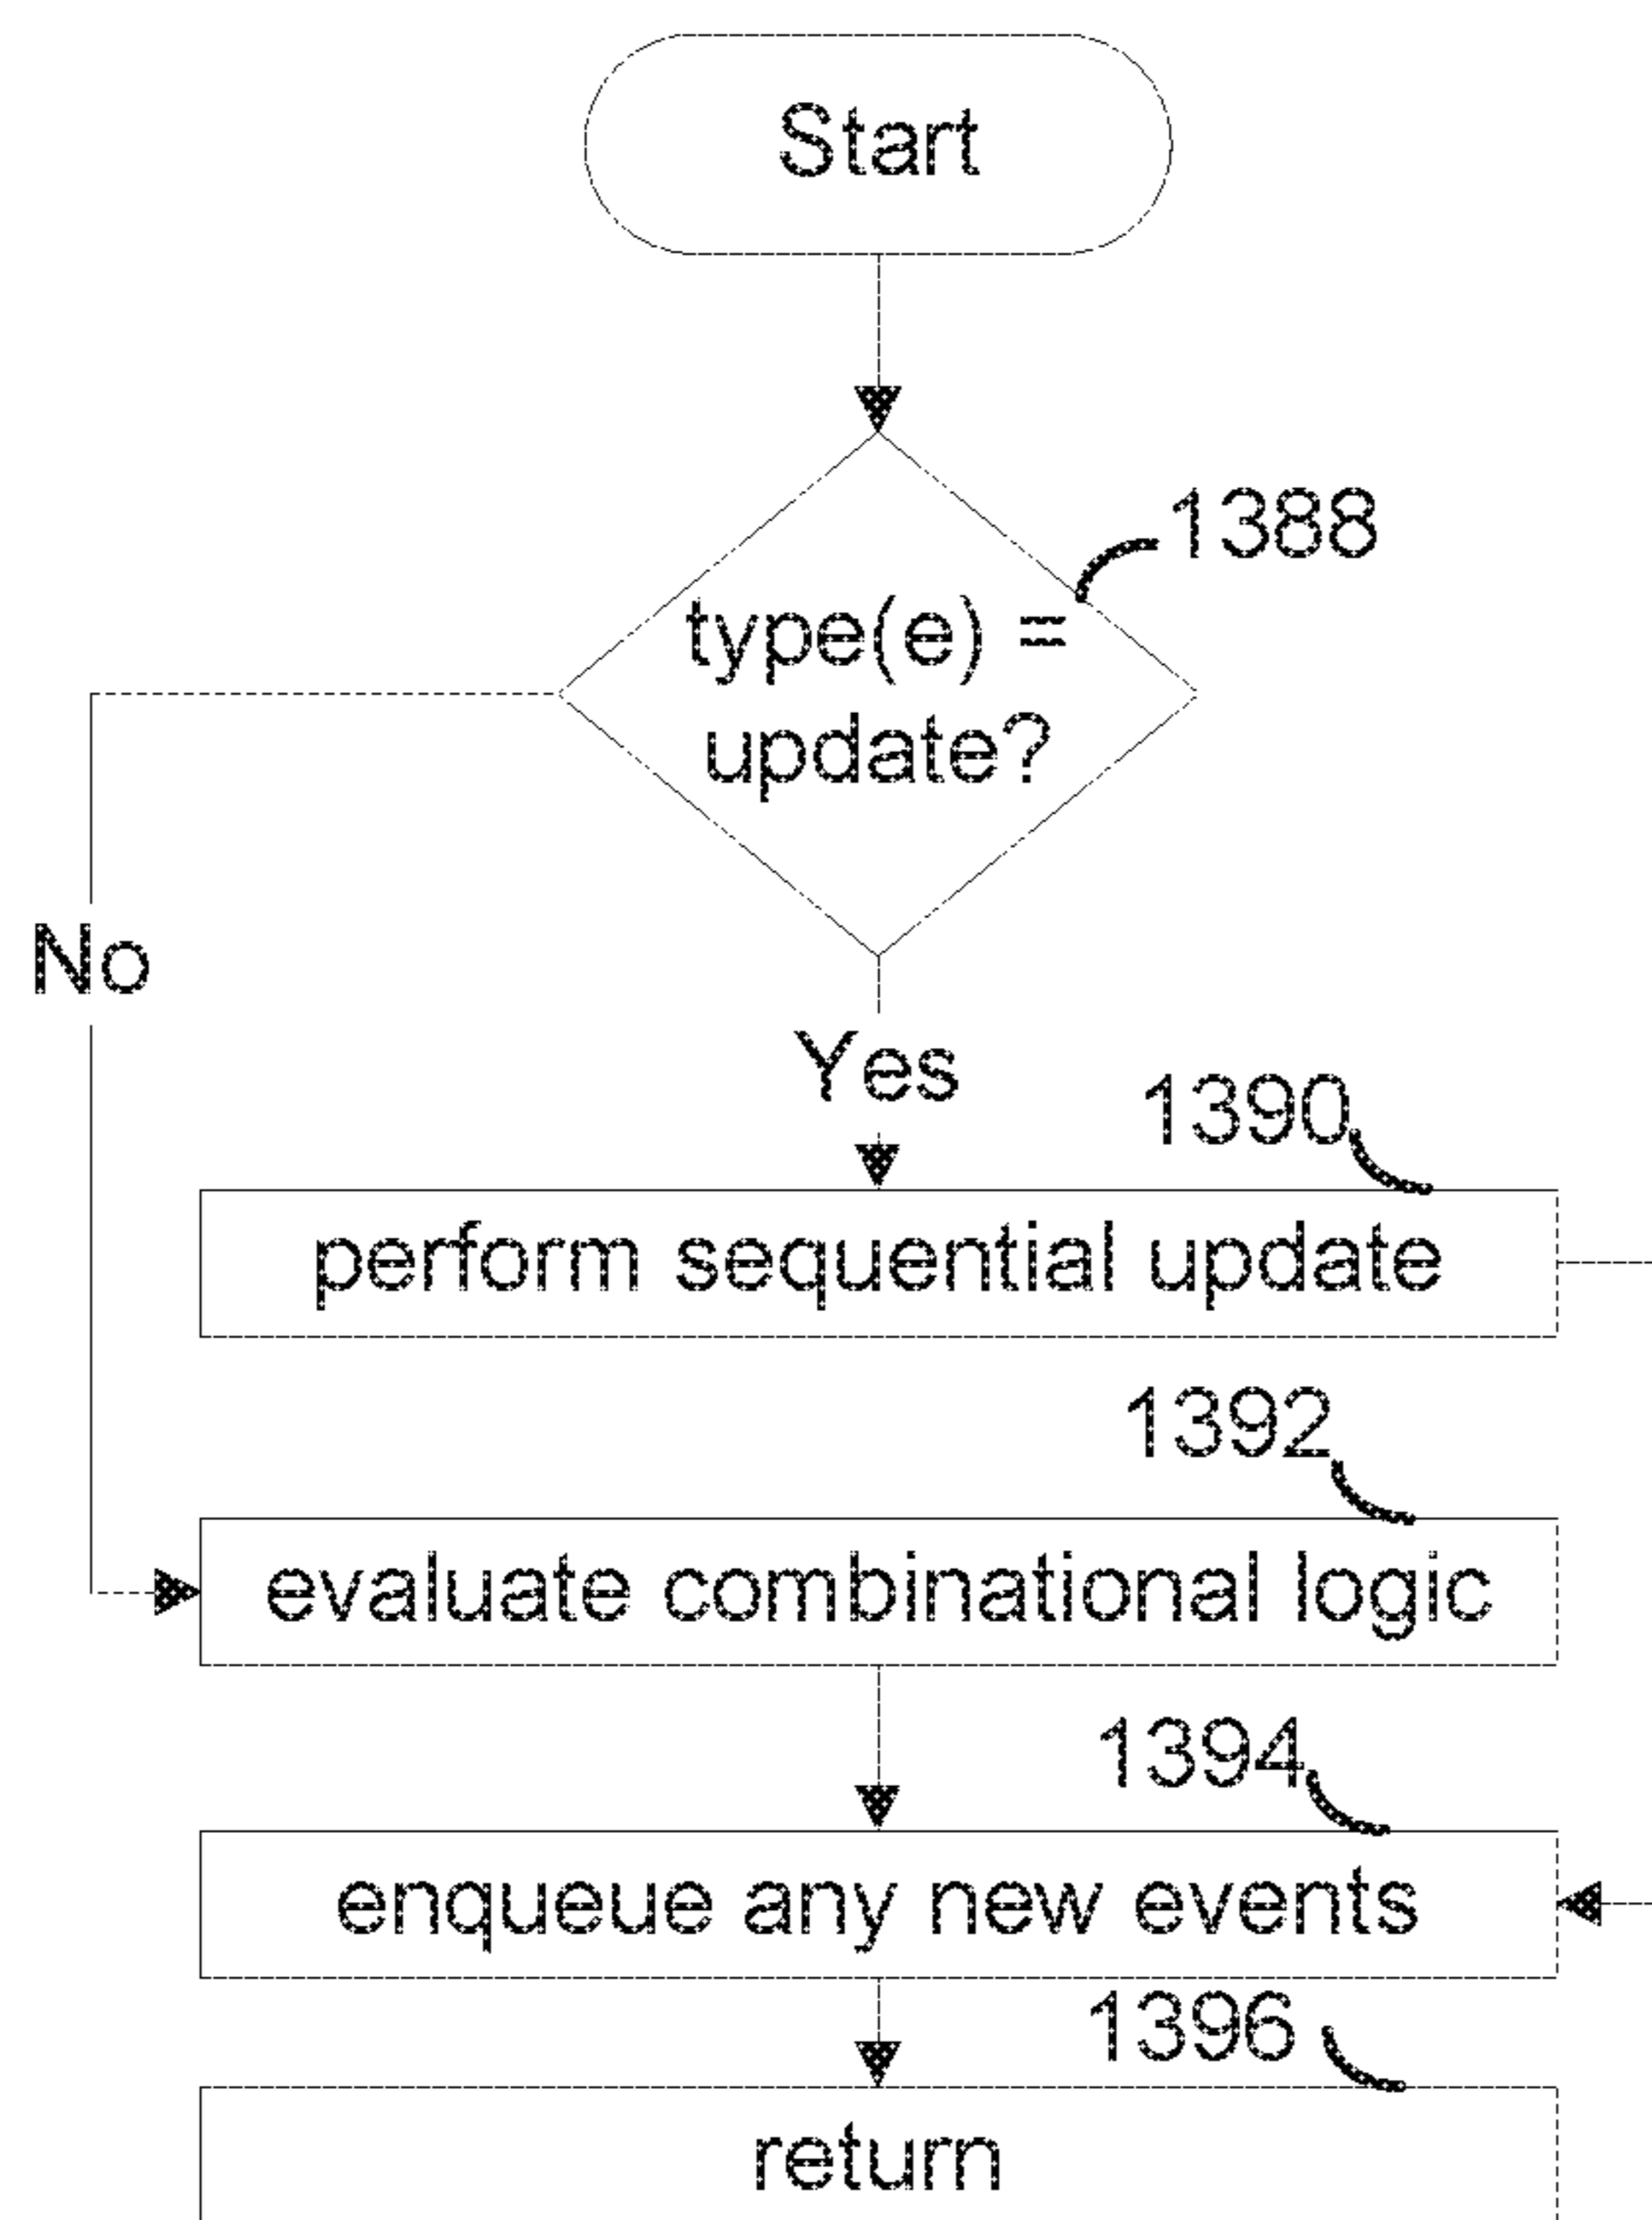 Start
1388
type(e) =
update?
No
Yes
1390
perform sequential update
1392
evaluate combinational logic
1394
enqueue any new events
1396
return